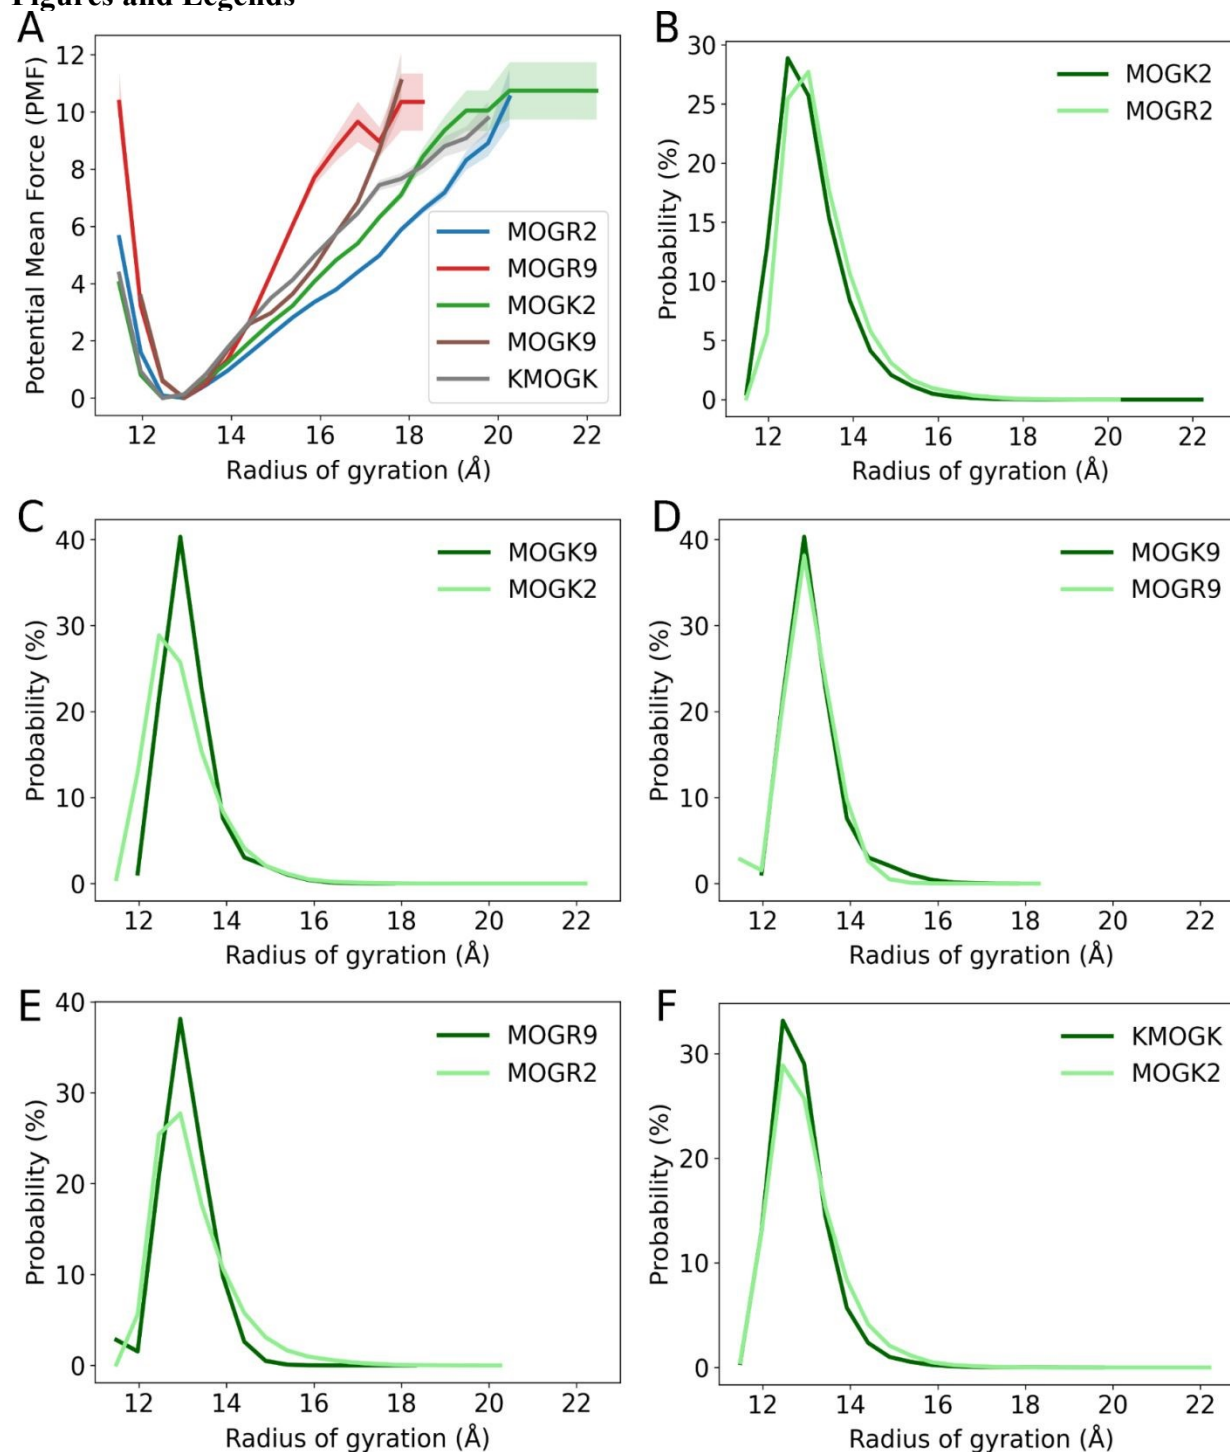 Figures and Legends
A
Potential Mean Force (PMF)
12
10
8
6
4
2
0
MOGR2
MOGR9
MOGK2
MOGK9
KMOGK
12 14 16 18 20 22
Radius of gyration (Å)
B
Probability (%)
30
25
20
15
10
5
0
MOGK2
MOGR2
12 14 16 18 20 22
Radius of gyration (Å)
C
Probability (%)
40
30
20
10
0
MOGK9
MOGK2
12 14 16 18 20 22
Radius of gyration (Å)
D
Probability (%)
40
30
20
10
0
MOGK9
MOGR9
12 14 16 18 20 22
Radius of gyration (Å)
E
Probability (%)
40
30
20
10
0
MOGR9
MOGR2
12 14 16 18 20 22
Radius of gyration (Å)
F
Probability (%)
30
20
10
0
KMOGK
MOGK2
12 14 16 18 20 22
Radius of gyration (Å)